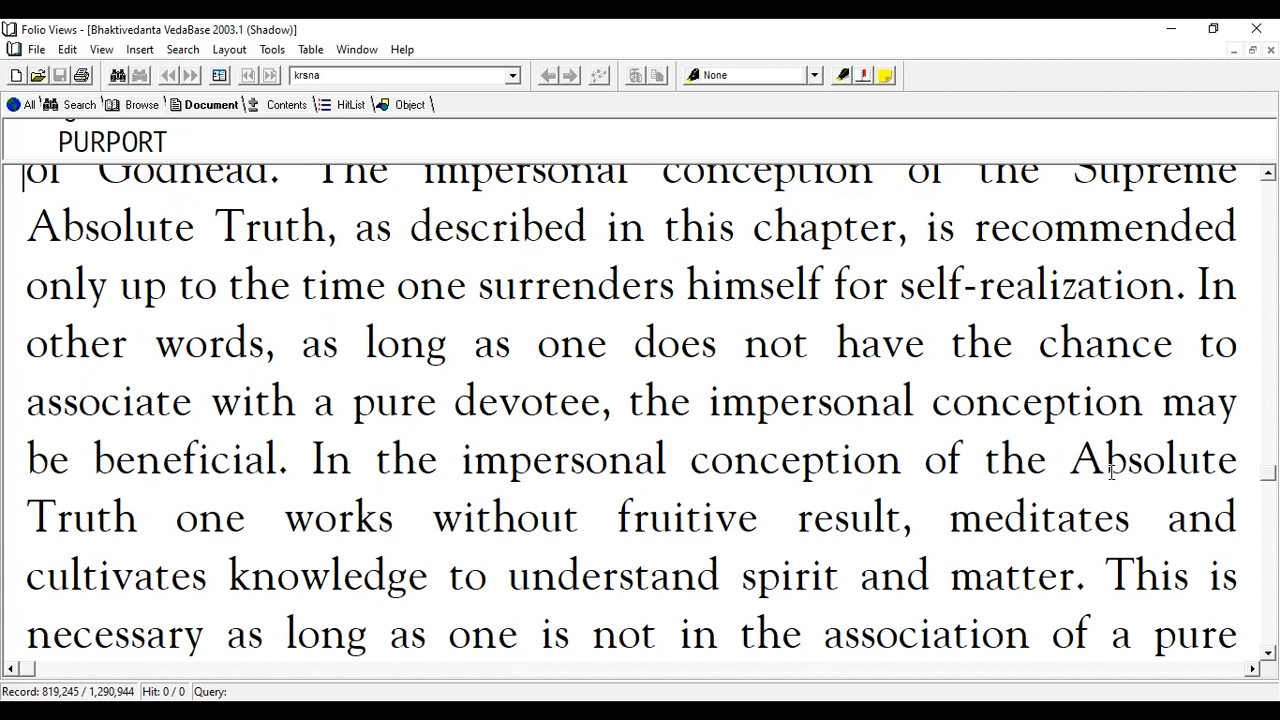 Folio Views - [Bhaktivedanta VedaBase 2003.1 (Shadow)]
File Edit View Insert Search Layout Tools Table Window Help
krsna None
All Search Browse Document Contents HitList Object
PURPORT
of Godhead. The impersonal conception of the Supreme
Absolute Truth, as described in this chapter, is recommended
only up to the time one surrenders himself for self-realization. In
other words, as long as one does not have the chance to
associate with a pure devotee, the impersonal conception may
be beneficial. In the impersonal conception of the Absolute
Truth one works without fruitive result, meditates and
cultivates knowledge to understand spirit and matter. This is
necessary as long as one is not in the association of a pure
Record: 819,245 / 1,290,944 Hit: 0 / 0 Query: